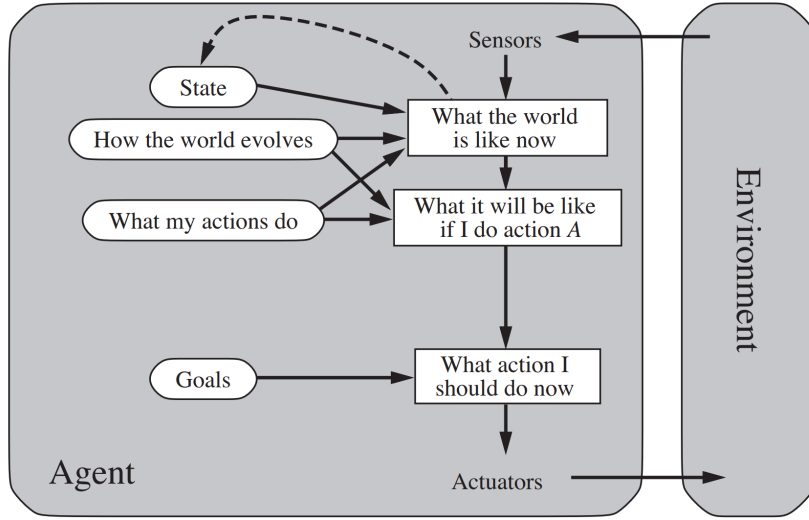 Sensors
State
What the world
is like now
How the world evolves
What my actions do
What it will be like
if I do action A
Goals
What action I
should do now
Agent
Actuators
Environment